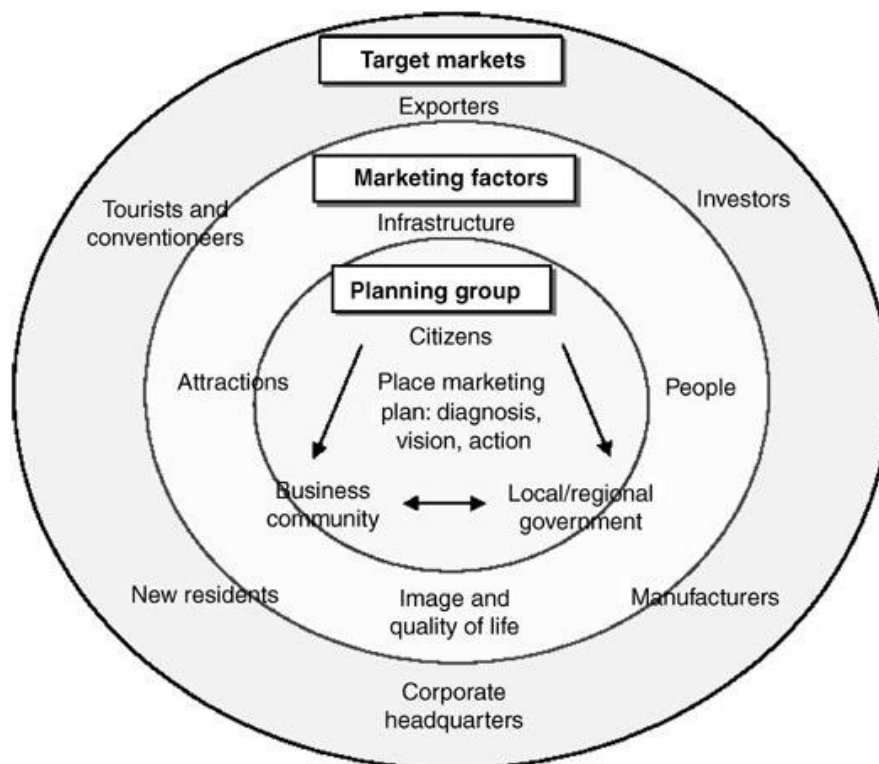 Target markets
Exporters
Marketing factors
Tourists and
conventioneers
Investors
Infrastructure
Planning group
Citizens
Attractions
Place marketing
plan: diagnosis,
vision, action
People
Business
community
Local/regional
government
New residents
Image and
quality of life
Manufacturers
Corporate
headquarters